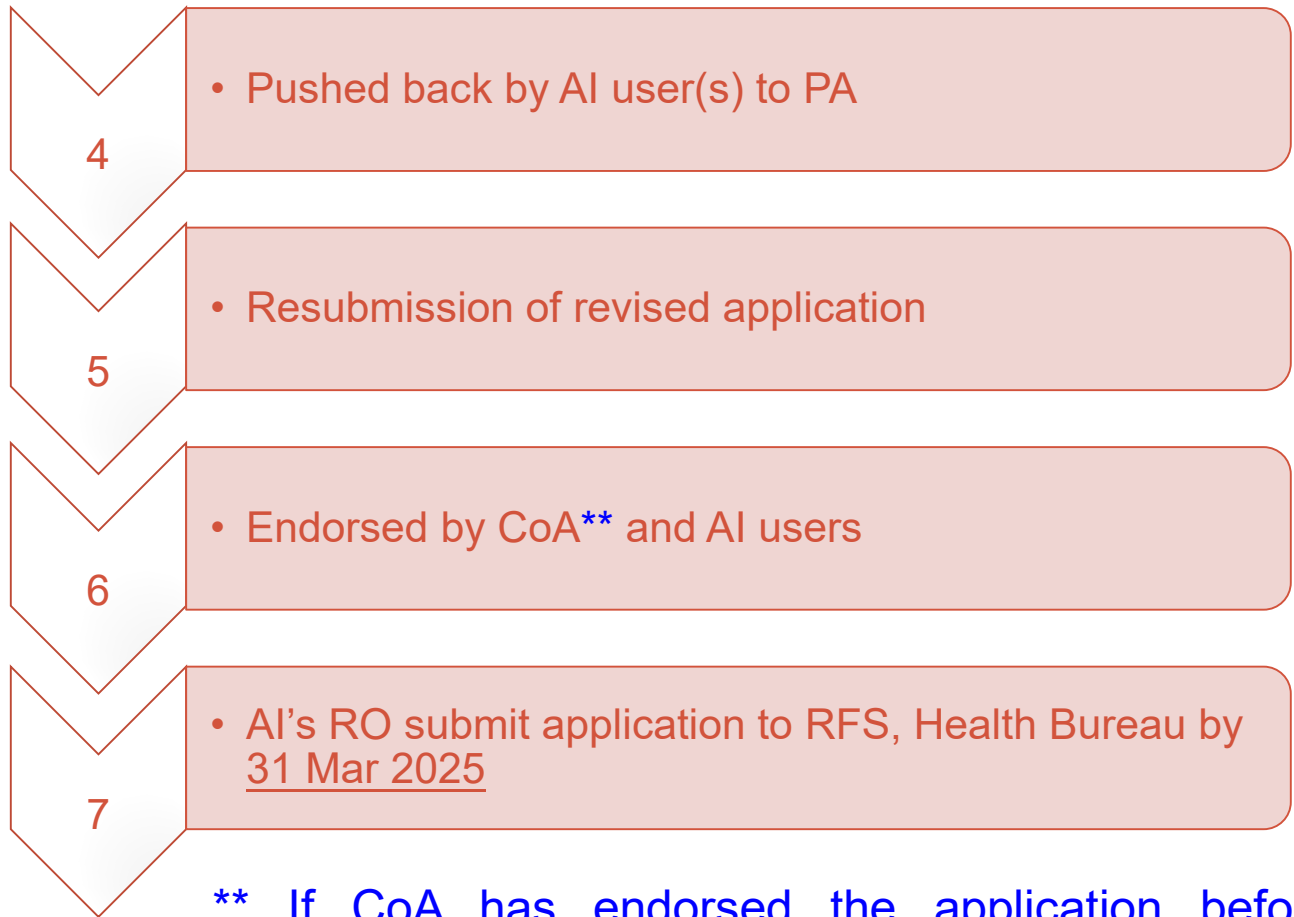 4
• Pushed back by AI user(s) to PA
5
• Resubmission of revised application
6
• Endorsed by CoA** and AI users
7
• AI's RO submit application to RFS, Health Bureau by
31 Mar 2025
** If CoA has endorsed the application befo